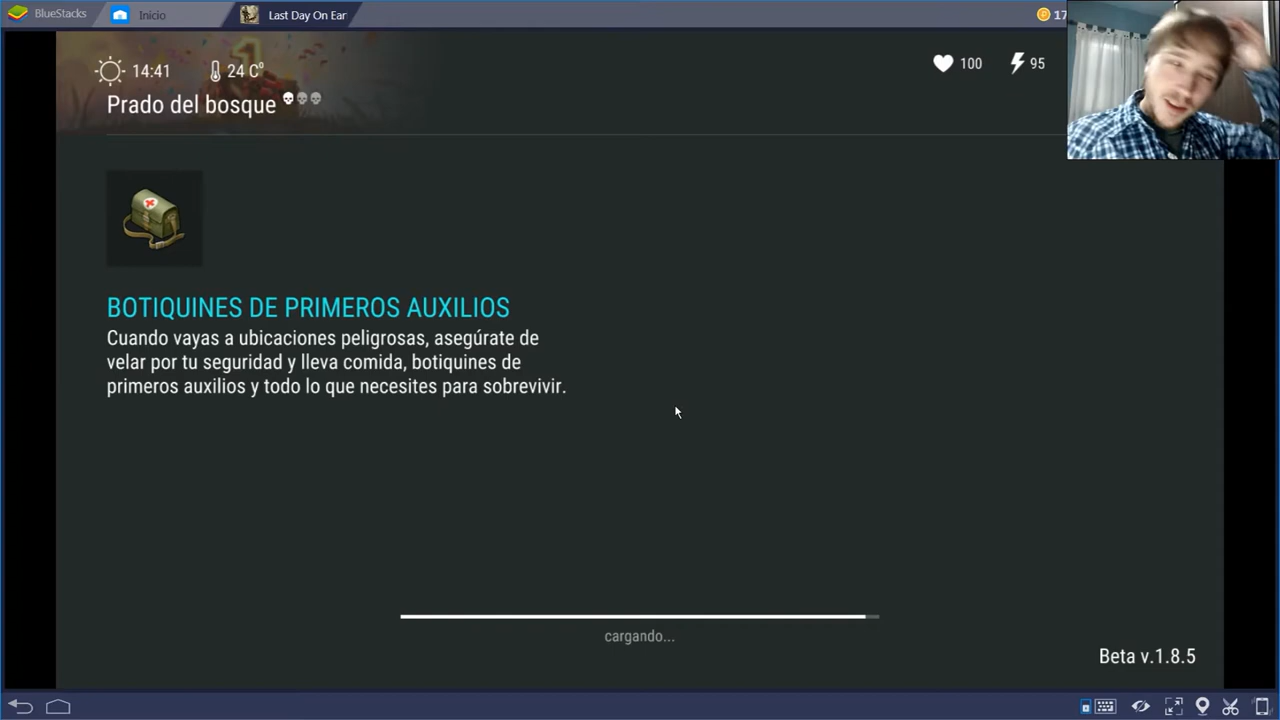 BlueStacks
Inicio
Last Day On Ear
17
14:41
24 C°
100
95
Prado del bosque
BOTIQUINES DE PRIMEROS AUXILIOS
Cuando vayas a ubicaciones peligrosas, asegúrate de
velar por tu seguridad y lleva comida, botiquines de
primeros auxilios y todo lo que necesites para sobrevivir.
cargando...
Beta v.1.8.5